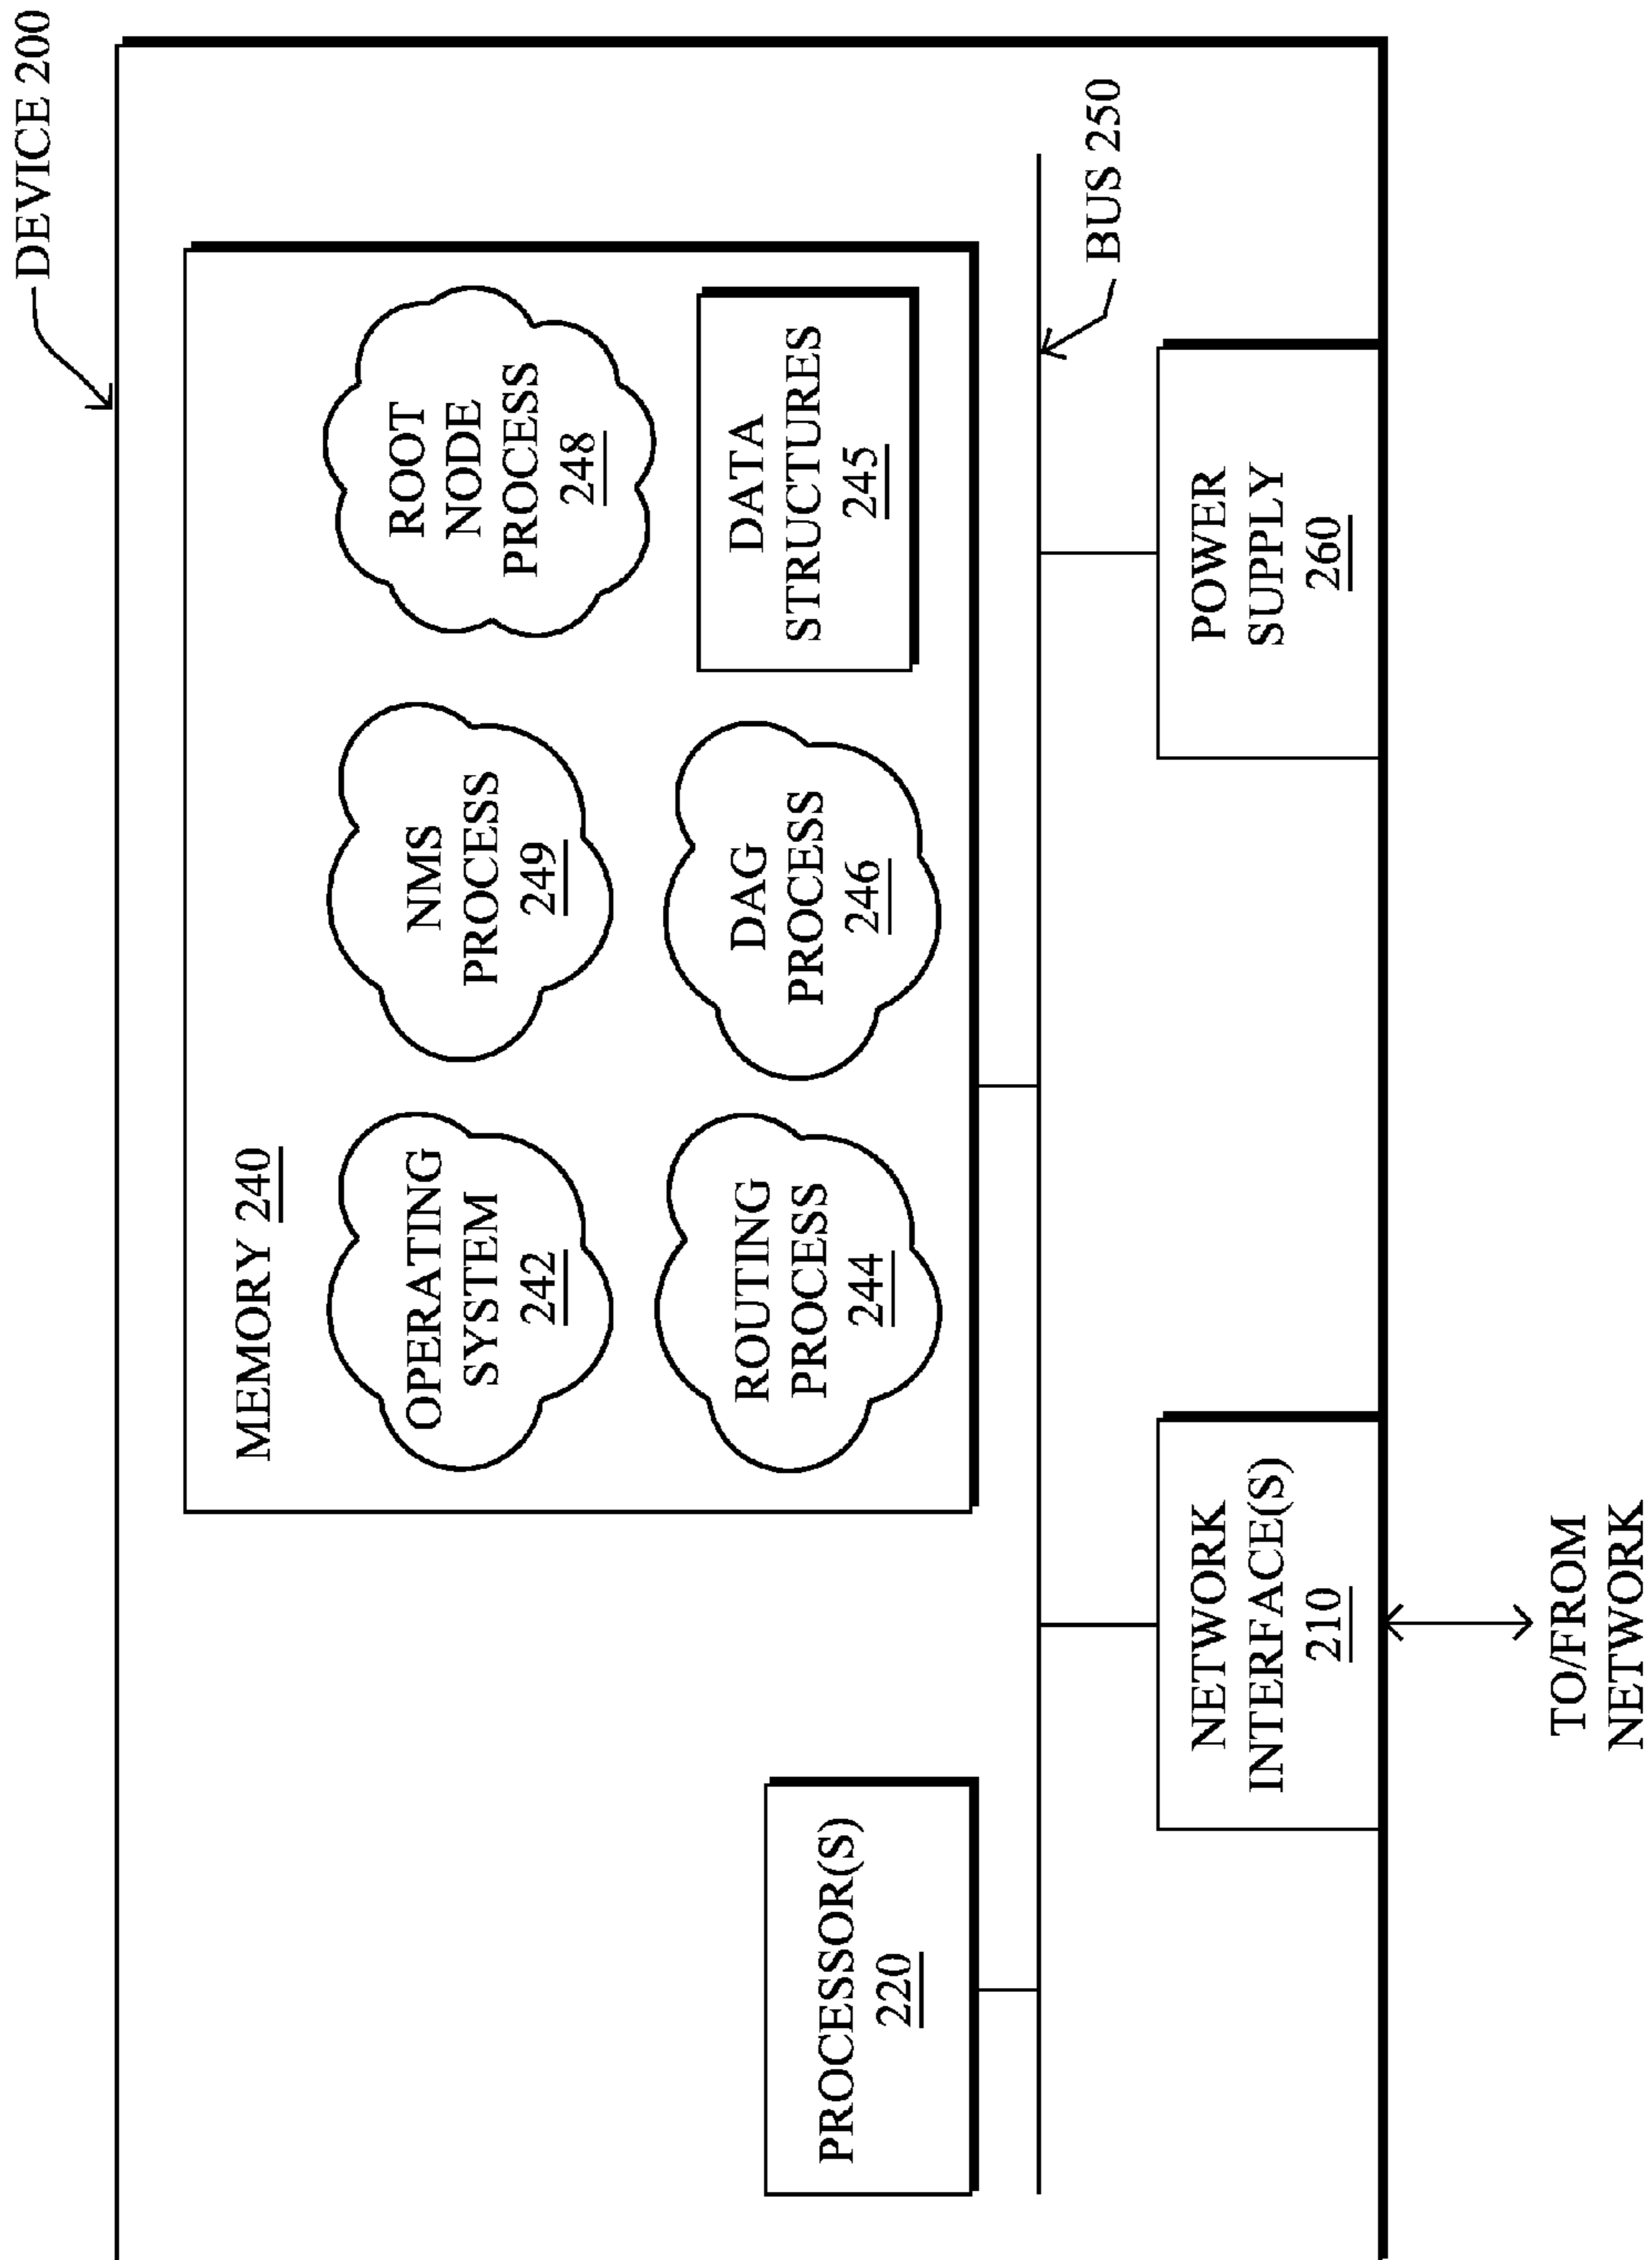 DEVICE 200
MEMORY 240
OPERATING
SYSTEM
242
NMS
PROCESS
249
ROOT
NODE
PROCESS
248
ROUTING
PROCESS
244
DAG
PROCESS
246
DATA
STRUCTURES
245
PROCESSOR(S)
220
BUS 250
NETWORK
INTERFACE(S)
210
POWER
SUPPLY
260
TO/FROM
NETWORK